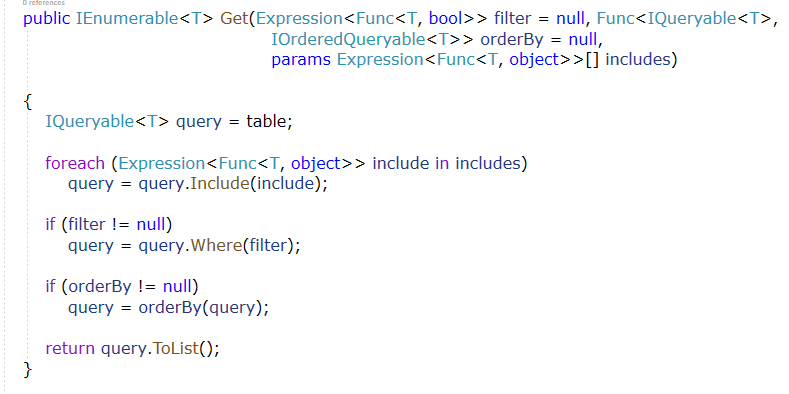 0 references
public IEnumerable<T> Get(Expression<Func<T, bool>> filter = null, Func<IQueryable<T>,
IOrderedQueryable<T>> orderBy = null,
params Expression<Func<T, object>>[] includes)
{
IQueryable<T> query = table;
foreach (Expression<Func<T, object>> include in includes)
query = query.Include(include);
if (filter != null)
query = query.Where(filter);
if (orderBy != null)
query = orderBy(query);
return query.ToList();
}